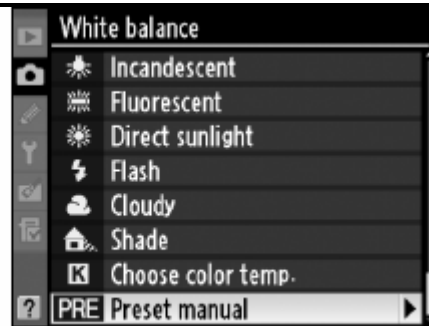 White balance
Incandescent
Fluorescent
Direct sunlight
Flash
Cloudy
Shade
K Choose color temp.
? PRE Preset manual